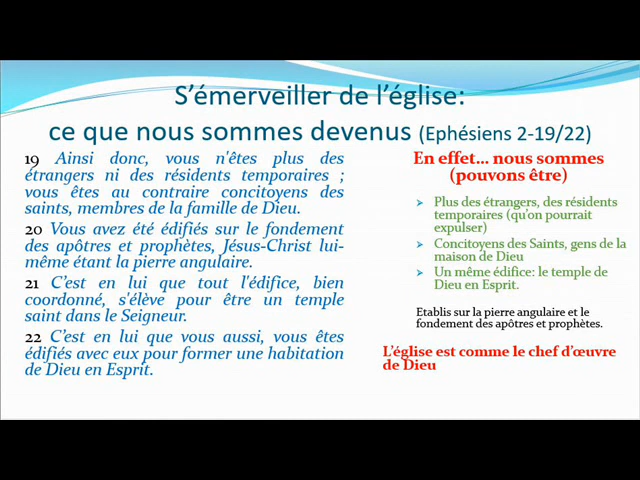 S’émerveiller de l’église:
ce que nous sommes devenus (Ephésiens 2-19/22)
19 Ainsi donc, vous n'êtes plus des
étrangers ni des résidents temporaires ;
vous êtes au contraire concitoyens des
saints, membres de la famille de Dieu.
20 Vous avez été édifiés sur le fondement
des apôtres et prophètes, Jésus-Christ lui-
même étant la pierre angulaire.
21 C’est en lui que tout l'édifice, bien
coordonné, s'élève pour être un temple
saint dans le Seigneur.
22 C’est en lui que vous aussi, vous êtes
édifiés avec eux pour former une habitation
de Dieu en Esprit.
En effet... nous sommes
(pouvons être)
Plus des étrangers, des résidents
temporaires (qu’on pourrait
expulser)
Concitoyens des Saints, gens de la
maison de Dieu
Un même édifice: le temple de
Dieu en Esprit.
Etablis sur la pierre angulaire et le
fondement des apôtres et prophètes.
L’église est comme le chef d’œuvre
de Dieu